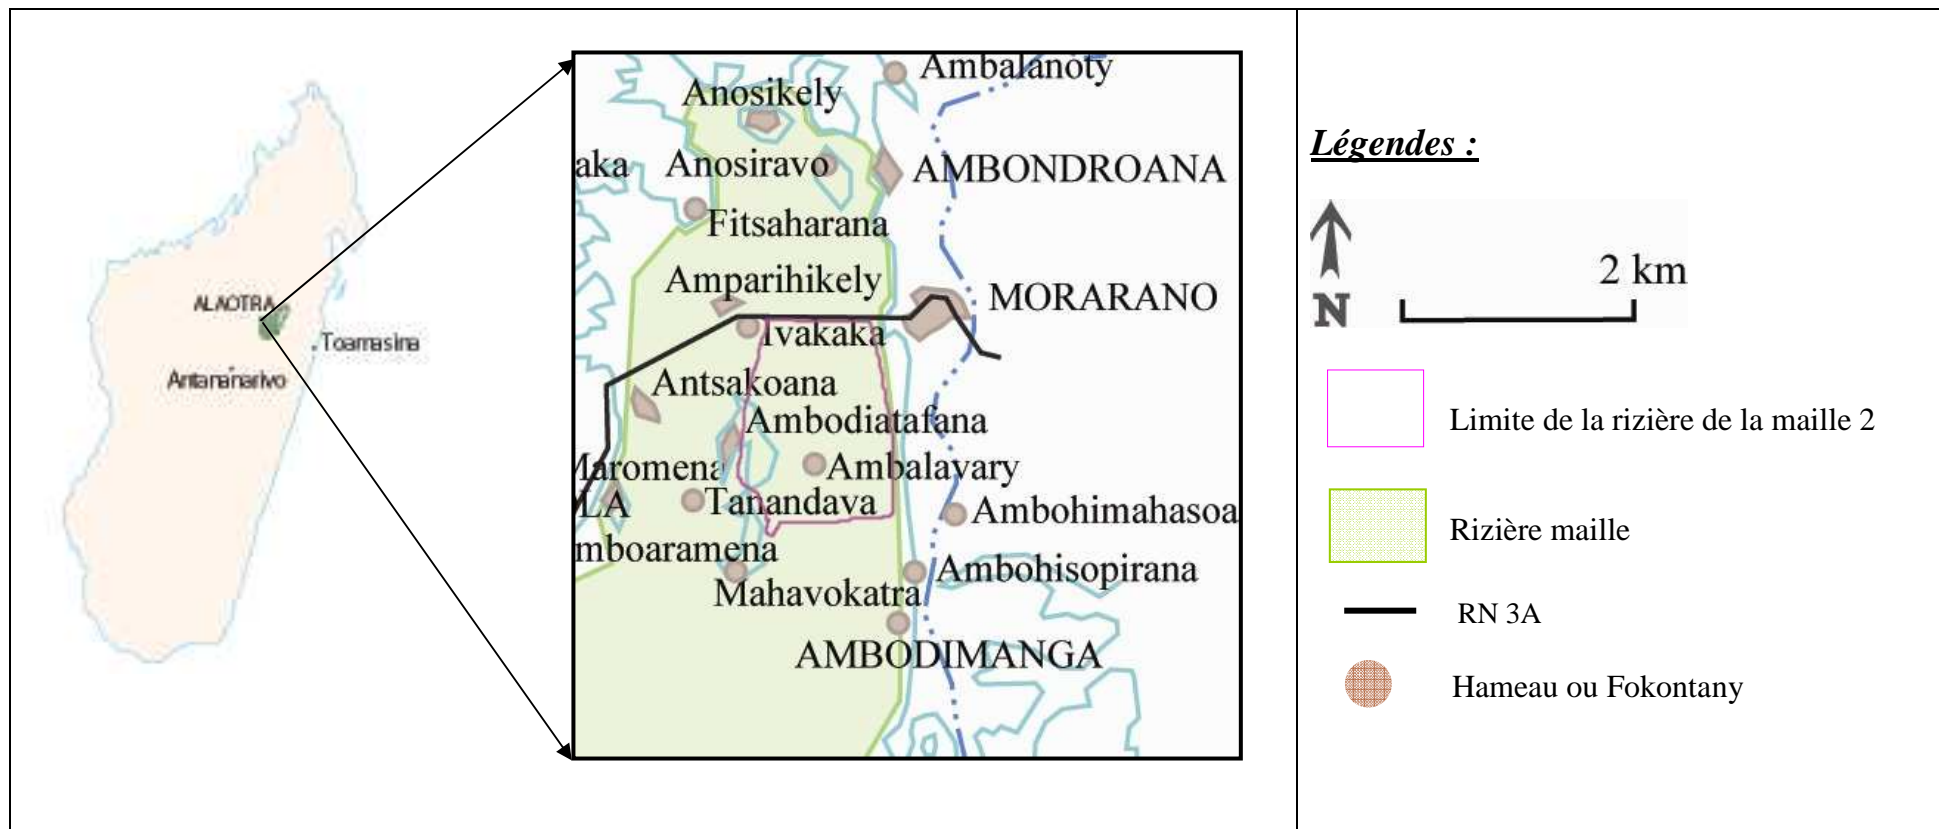 ALAOTRA
Toamasina
Antananarivo
Ambalanoty
Anosikely
aka
Anosiravo
AMBONDROANA
Fitsaharana
Amparihikely
MORARANO
Ivakaka
Antsakoana
Ambodiatafana
Maromena
Ambalavary
LA
Tanandava
Ambohimahasoa
mboaramena
Ambohisopirana
Mahavokatra
AMBODIMANGA
Légendes :
N
2 km
Limite de la rizière de la maille 2
Rizière maille
RN 3A
Hameau ou Fokontany